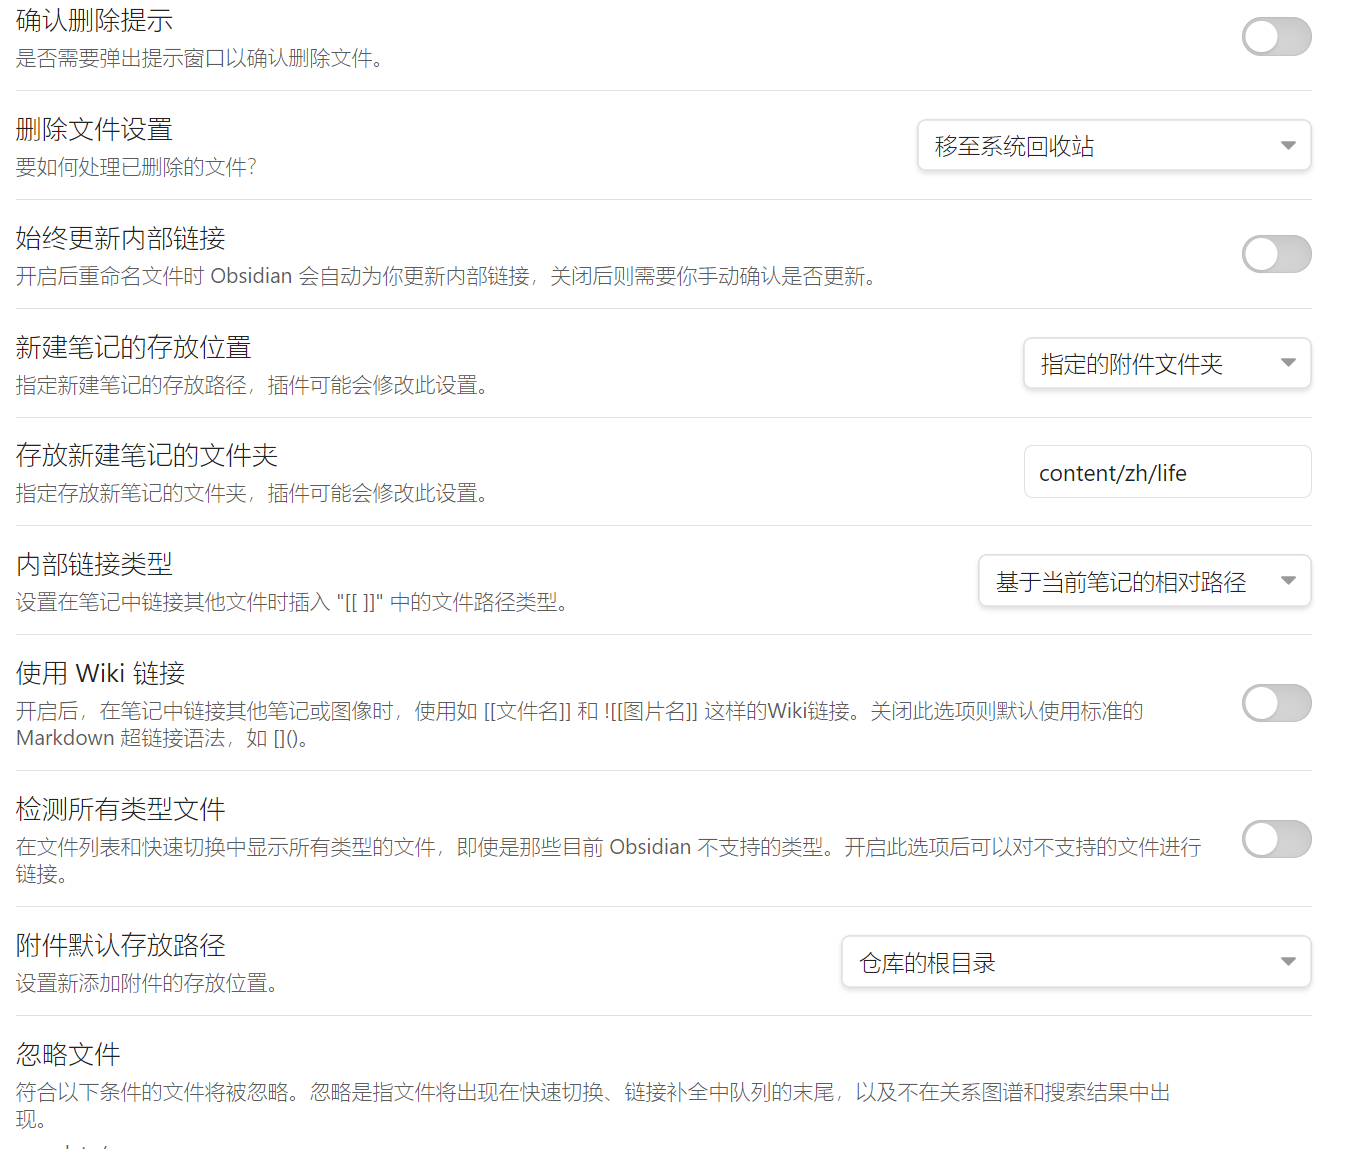 确认删除提示
是否需要弹出提示窗口以确认删除文件。
删除文件设置
移至系统回收站
要如何处理已删除的文件?
始终更新内部链接
开启后重命名文件时 Obsidian 会自动为你更新内部链接，关闭后则需要你手动确认是否更新。
新建笔记的存放位置
指定的附件文件夹
指定新建笔记的存放路径，插件可能会修改此设置。
存放新建笔记的文件夹
content/zh/life
指定存放新笔记的文件夹，插件可能会修改此设置。
内部链接类型
基于当前笔记的相对路径
设置在笔记中链接其他文件时插入 "[[ ]]" 中的文件路径类型。
使用 Wiki 链接
开启后，在笔记中链接其他笔记或图像时，使用如 [[文件名]] 和 ![[图片名]] 这样的Wiki链接。关闭此选项则默认使用标准的
Markdown 超链接语法，如 []()。
检测所有类型文件
在文件列表和快速切换中显示所有类型的文件，即使是那些目前 Obsidian 不支持的类型。开启此选项后可以对不支持的文件进行
链接。
附件默认存放路径
仓库的根目录
设置新添加附件的存放位置。
忽略文件
符合以下条件的文件将被忽略。忽略是指文件将出现在快速切换、链接补全中队列的末尾，以及不在关系图谱和搜索结果中出
现。